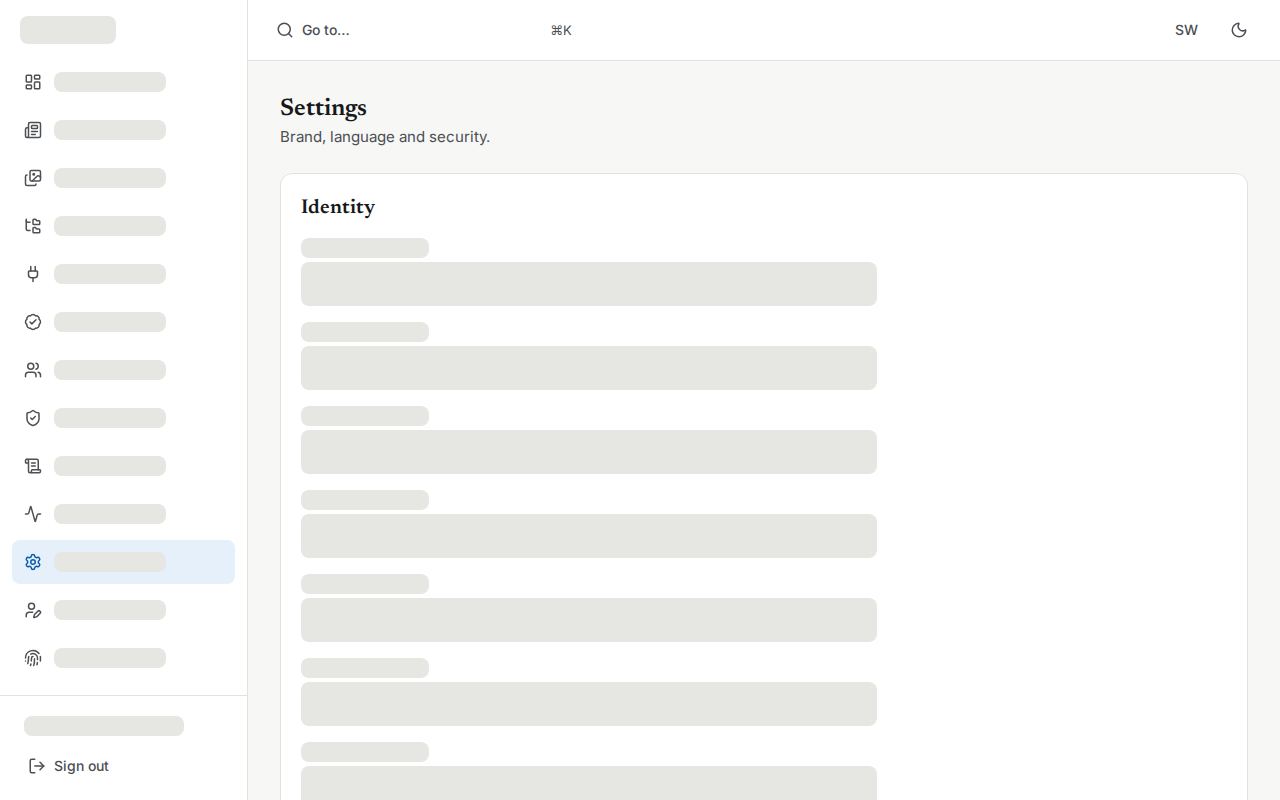 Go to...
⌘K
SW
Settings
Brand, language and security.
Identity
Sign out